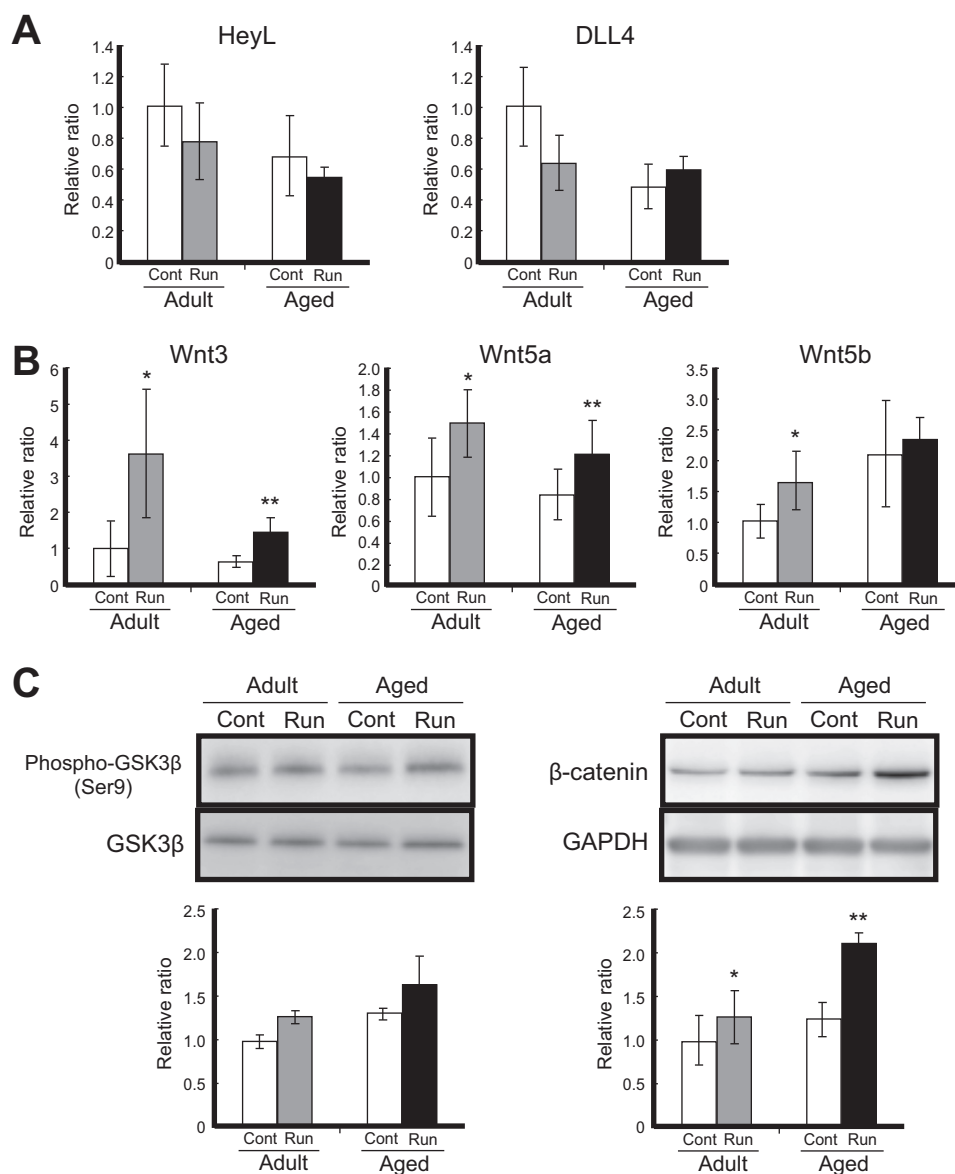 A
HeyL
DLL4
Relative ratio
1.4
1.2
1.0
0.8
0.6
0.4
0.2
0
Cont Run Cont Run
Adult Aged
Relative ratio
1.4
1.2
1.0
0.8
0.6
0.4
0.2
0
Cont Run Cont Run
Adult Aged
B
Wnt3
Wnt5a
Wnt5b
Relative ratio
6
5
4
3
2
1
0
*
**
Cont Run Cont Run
Adult Aged
Relative ratio
2.0
1.8
1.6
1.4
1.2
1.0
0.8
0.6
0.4
0.2
0
*
**
Cont Run Cont Run
Adult Aged
Relative ratio
3.5
3.0
2.5
2.0
1.5
1.0
0.5
0
*
Cont Run Cont Run
Adult Aged
C
Adult Aged
Cont Run Cont Run
Phospho-GSK3β
(Ser9)
GSK3β
Relative ratio
2.5
2.0
1.5
1.0
0.5
0
Cont Run Cont Run
Adult Aged
Adult Aged
Cont Run Cont Run
β-catenin
GAPDH
Relative ratio
2.5
2.0
1.5
1.0
0.5
0
*
**
Cont Run Cont Run
Adult Aged